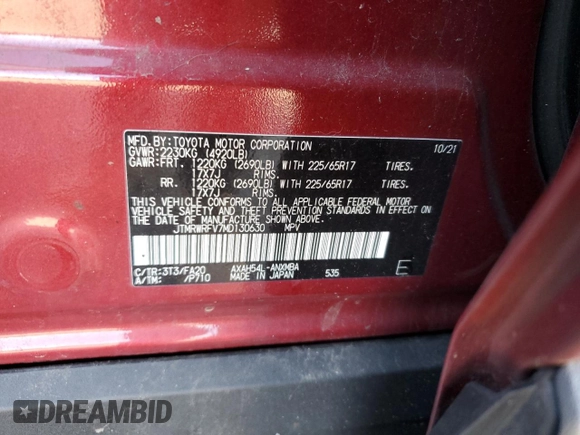 MFD.BY:TOYOTA MOTOR CORPORATION 10/21
GVWR:2230KG (4920LB)
GAWR:FRT. 1220KG (2690LB) WITH 225/65R17 TIRES.
17X7J RIMS.
RR. 1220KG (2690LB) WITH 225/65R17 TIRES.
17X7J RIMS.
THIS VEHICLE CONFORMS TO ALL APPLICABLE FEDERAL MOTOR
VEHICLE SAFETY AND BUMPER STANDARDS IN EFFECT ON THE
DATE OF MANUFACTURE SHOWN ABOVE.
JTMRWRFV7MD130630 MPV
C/TR:3T3/FA20 AXAH54L-ANXMBA 535 E
A/TM: /P710 MADE IN JAPAN
DREAMBID